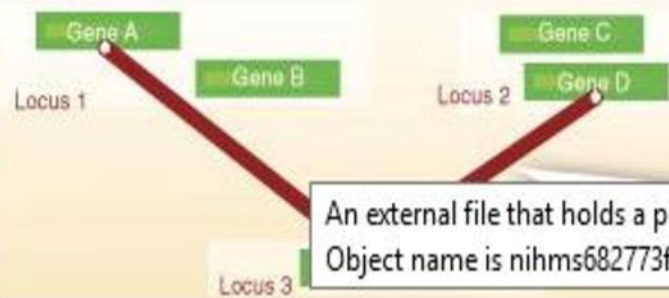 Gene A
Gene C
Gene B
Gene D
Locus 1
Locus 2
An external file that holds a p
Object name is nihms682773f
Locus 3